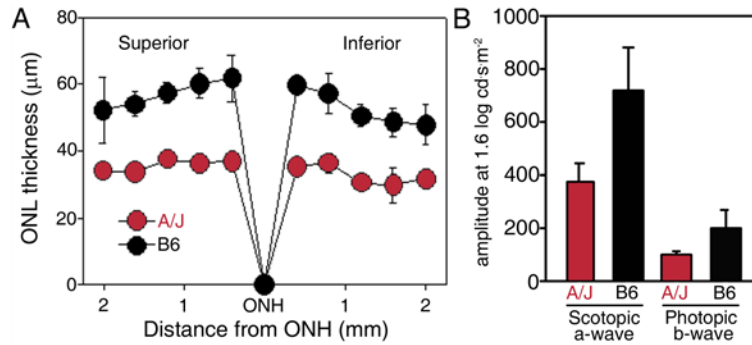 A
ONL thickness (μm)
80
60
40
20
0
Superior
Inferior
A/J
B6
2
1
ONH
1
2
Distance from ONH (mm)
B
amplitude at 1.6 log cd·s·m-2
1000
800
600
400
200
0
A/J
B6
A/J
B6
Scotopic
a-wave
Photopic
b-wave